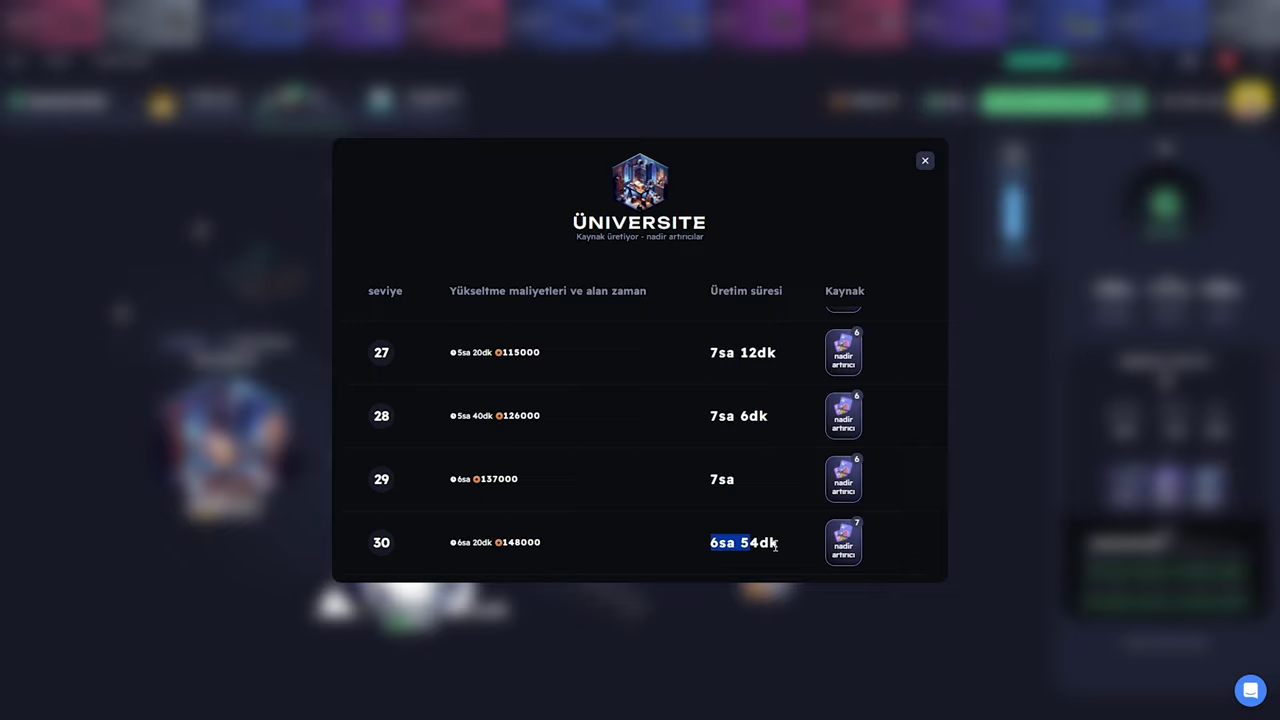 ÜNIVERSITE
Kaynak üretiyor - nadir artırıcılar
seviye Yükseltme maliyetleri ve alan zaman Üretim süresi Kaynak
27 5sa 20dk 115000 7sa 12dk 6 nadir artırıcı
28 5sa 40dk 126000 7sa 6dk 6 nadir artırıcı
29 6sa 137000 7sa 6 nadir artırıcı
30 6sa 20dk 148000 6sa 54dk 7 nadir artırıcı